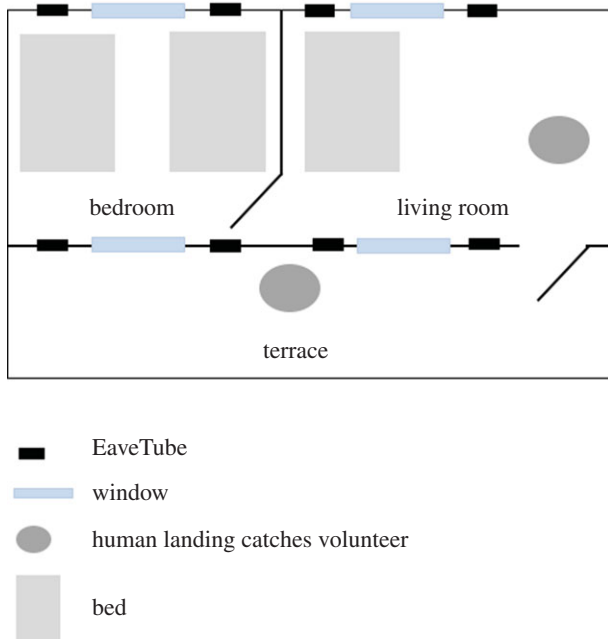 bedroom
living room
terrace
EaveTube
window
human landing catches volunteer
bed